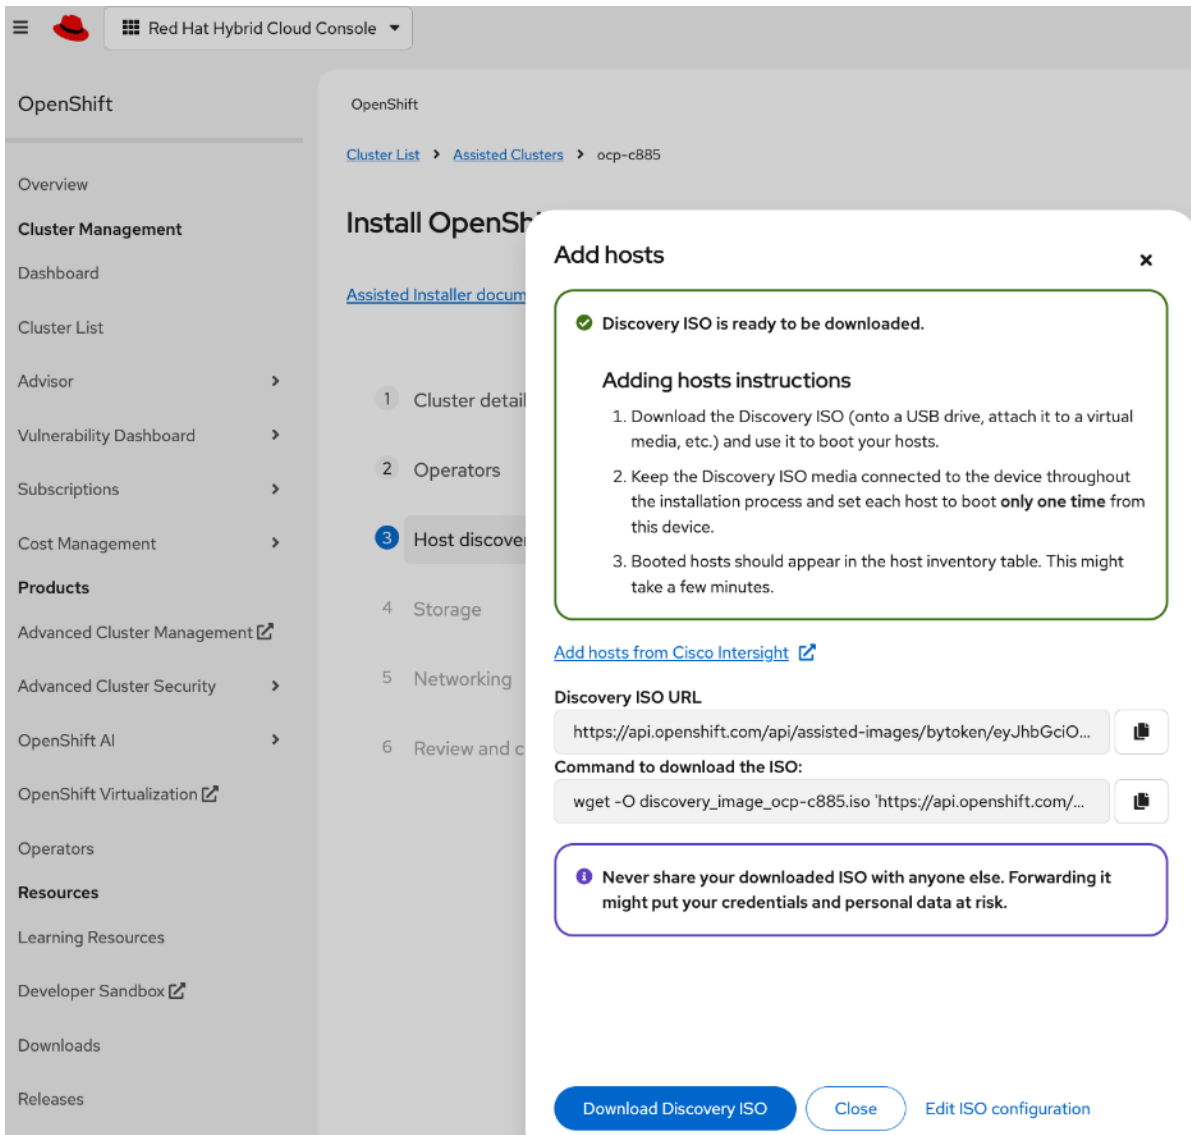 Red Hat Hybrid Cloud Console
OpenShift
Overview
Cluster Management
Dashboard
Cluster List
Advisor
Vulnerability Dashboard
Subscriptions
Cost Management
Products
Advanced Cluster Management
Advanced Cluster Security
OpenShift AI
OpenShift Virtualization
Operators
Resources
Learning Resources
Developer Sandbox
Downloads
Releases
OpenShift
Cluster List > Assisted Clusters > ocp-c885
Install OpenSh
Assisted Installer docum
1 Cluster detail
2 Operators
3 Host discover
4 Storage
5 Networking
6 Review and c
Add hosts
Discovery ISO is ready to be downloaded.
Adding hosts instructions
1. Download the Discovery ISO (onto a USB drive, attach it to a virtual
media, etc.) and use it to boot your hosts.
2. Keep the Discovery ISO media connected to the device throughout
the installation process and set each host to boot only one time from
this device.
3. Booted hosts should appear in the host inventory table. This might
take a few minutes.
Add hosts from Cisco Intersight
Discovery ISO URL
https://api.openshift.com/api/assisted-images/bytoken/eyJhbGciO...
Command to download the ISO:
wget -O discovery_image_ocp-c885.iso 'https://api.openshift.com/...
Never share your downloaded ISO with anyone else. Forwarding it
might put your credentials and personal data at risk.
Download Discovery ISO
Close
Edit ISO configuration